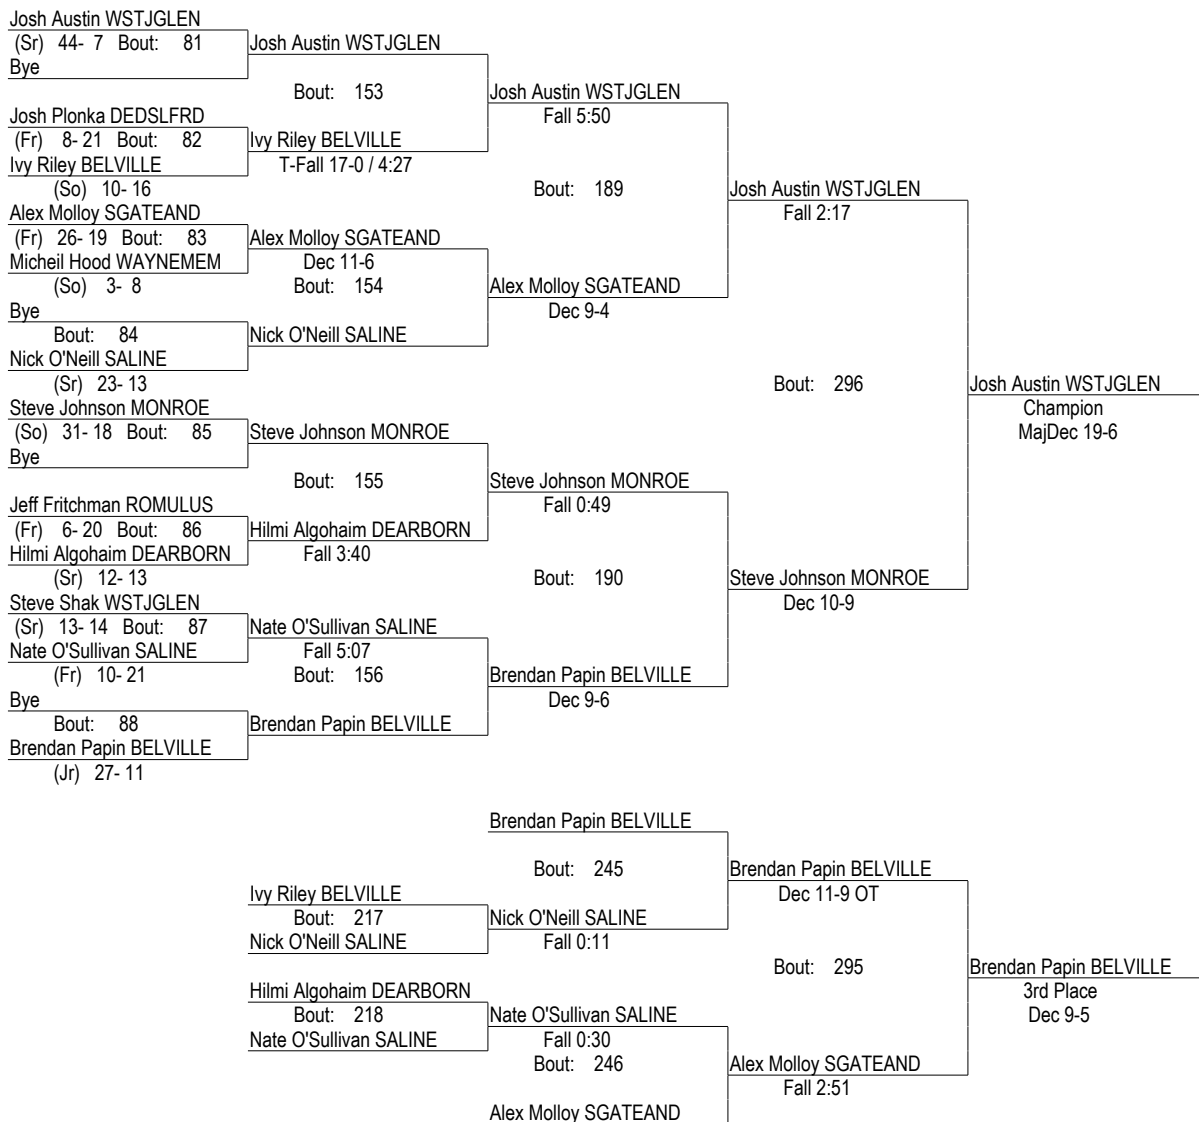 Josh Austin WSTJGLEN
(Sr) 44- 7 Bout: 81
Josh Austin WSTJGLEN
Bye
Bout: 153
Josh Austin WSTJGLEN
Josh Plonka DEDSLFRD
Fall 5:50
(Fr) 8- 21 Bout: 82
Ivy Riley BELVILLE
Ivy Riley BELVILLE
T-Fall 17-0 / 4:27
(So) 10- 16
Bout: 189
Josh Austin WSTJGLEN
Alex Molloy SGATEAND
Fall 2:17
(Fr) 26- 19 Bout: 83
Alex Molloy SGATEAND
Micheil Hood WAYNEMEM
Dec 11-6
(So) 3- 8
Bout: 154
Alex Molloy SGATEAND
Bye
Dec 9-4
Bout: 84
Nick O'Neill SALINE
Nick O'Neill SALINE
(Sr) 23- 13
Bout: 296
Josh Austin WSTJGLEN
Steve Johnson MONROE
Champion
(So) 31- 18 Bout: 85
Steve Johnson MONROE
MajDec 19-6
Bye
Bout: 155
Steve Johnson MONROE
Jeff Fritchman ROMULUS
Fall 0:49
(Fr) 6- 20 Bout: 86
Hilmi Algohaim DEARBORN
Hilmi Algohaim DEARBORN
Fall 3:40
(Sr) 12- 13
Bout: 190
Steve Johnson MONROE
Steve Shak WSTJGLEN
Dec 10-9
(Sr) 13- 14 Bout: 87
Nate O'Sullivan SALINE
Nate O'Sullivan SALINE
Fall 5:07
(Fr) 10- 21
Bout: 156
Brendan Papin BELVILLE
Bye
Dec 9-6
Bout: 88
Brendan Papin BELVILLE
Brendan Papin BELVILLE
(Jr) 27- 11
Brendan Papin BELVILLE
Bout: 245
Brendan Papin BELVILLE
Ivy Riley BELVILLE
Dec 11-9 OT
Bout: 217
Nick O'Neill SALINE
Nick O'Neill SALINE
Fall 0:11
Bout: 295
Brendan Papin BELVILLE
Hilmi Algohaim DEARBORN
3rd Place
Bout: 218
Nate O'Sullivan SALINE
Dec 9-5
Nate O'Sullivan SALINE
Fall 0:30
Bout: 246
Alex Molloy SGATEAND
Fall 2:51
Alex Molloy SGATEAND